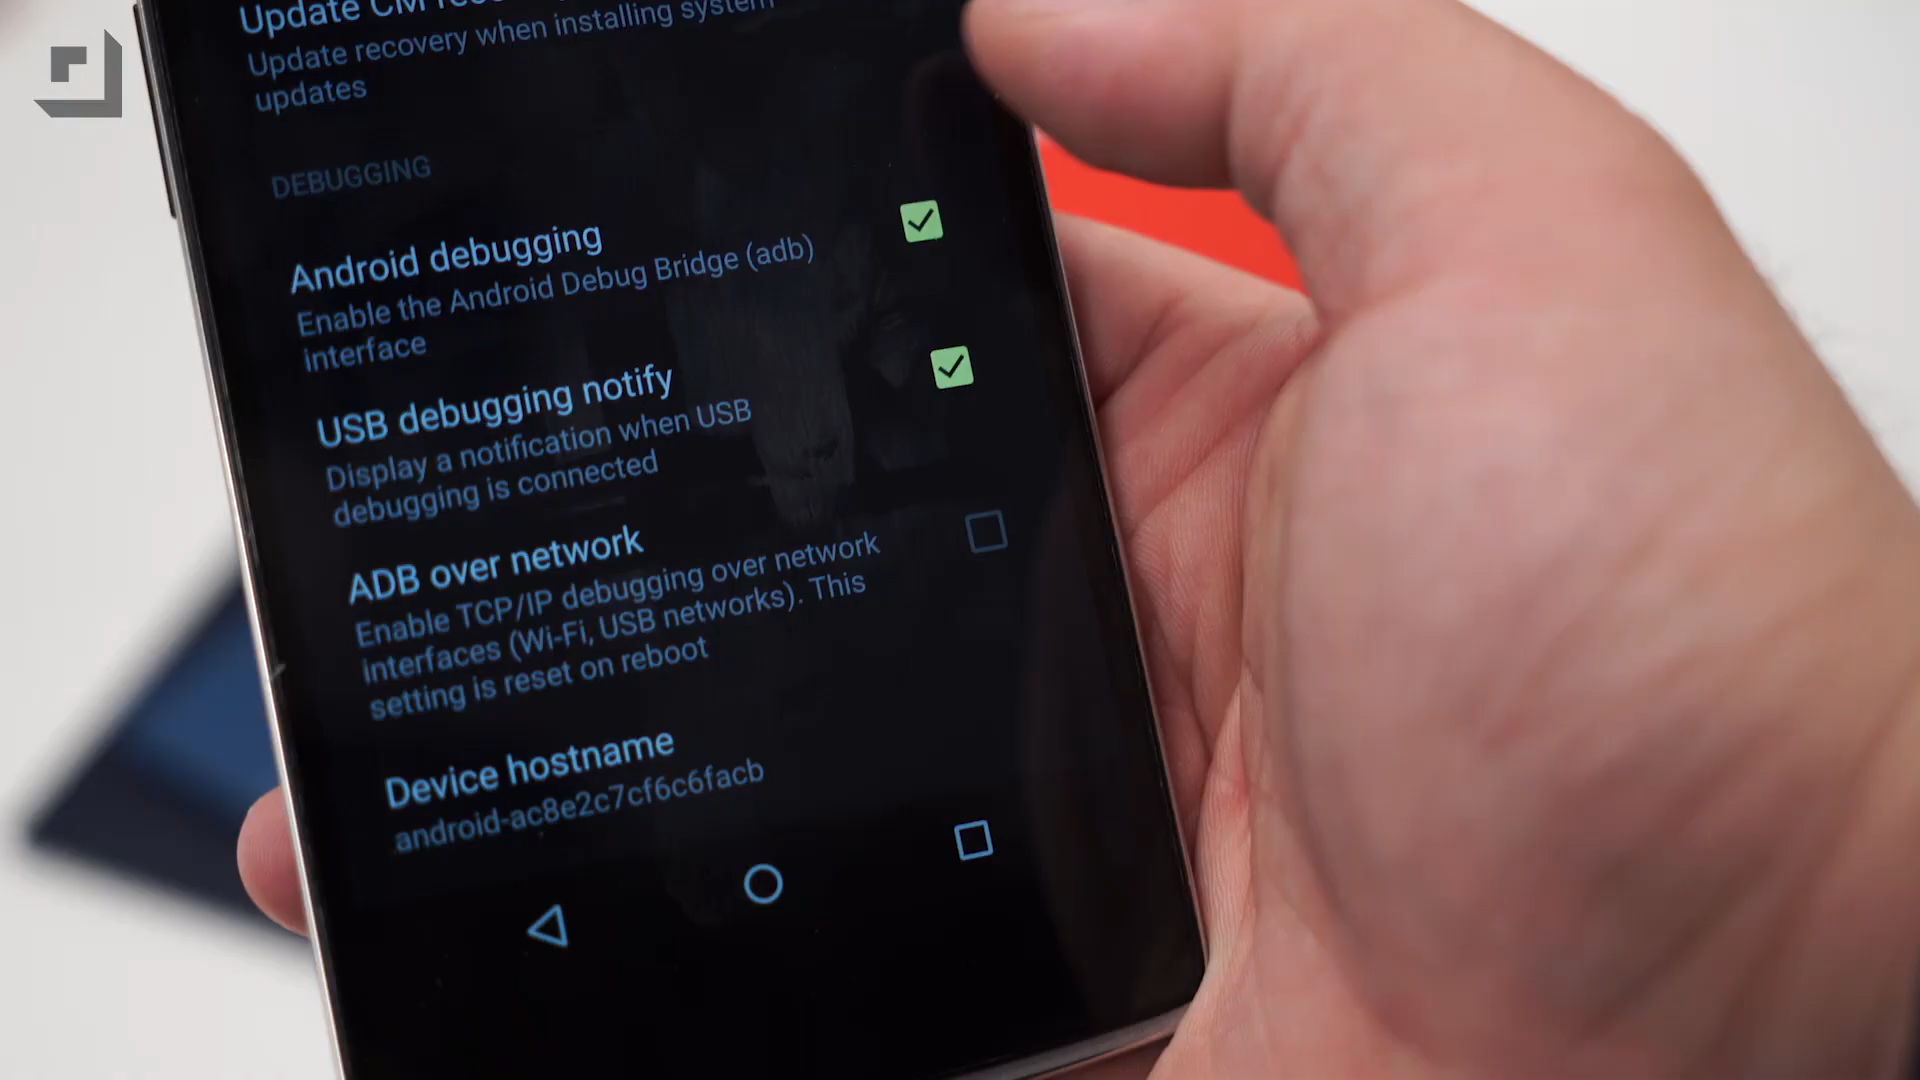 Update CM
Update recovery when installing system
updates
DEBUGGING
Android debugging
Enable the Android Debug Bridge (adb)
interface
USB debugging notify
Display a notification when USB
debugging is connected
ADB over network
Enable TCP/IP debugging over network
interfaces (Wi-Fi, USB networks). This
setting is reset on reboot
Device hostname
android-ac8e2c7cf6c6facb